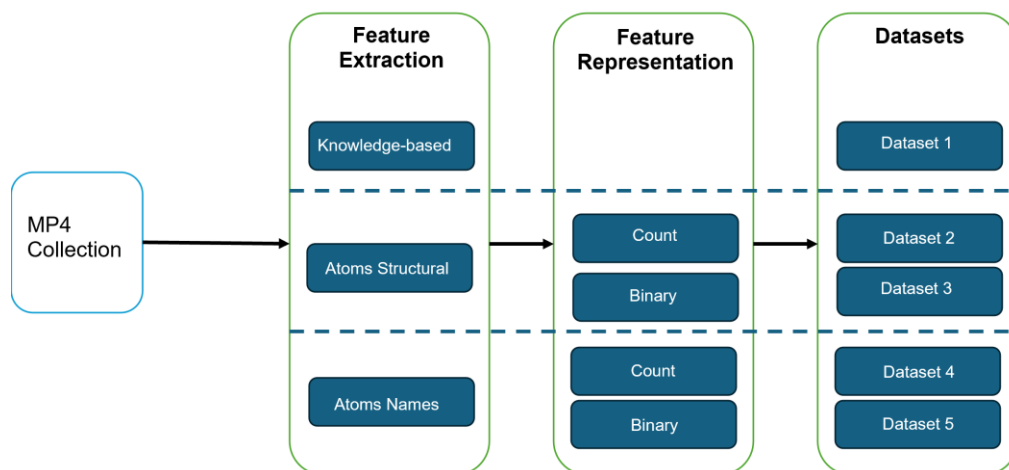 Feature
Extraction
Feature
Representation
Datasets
Knowledge-based
Dataset 1
MP4
Collection
Atoms Structural
Count
Binary
Dataset 2
Dataset 3
Atoms Names
Count
Binary
Dataset 4
Dataset 5